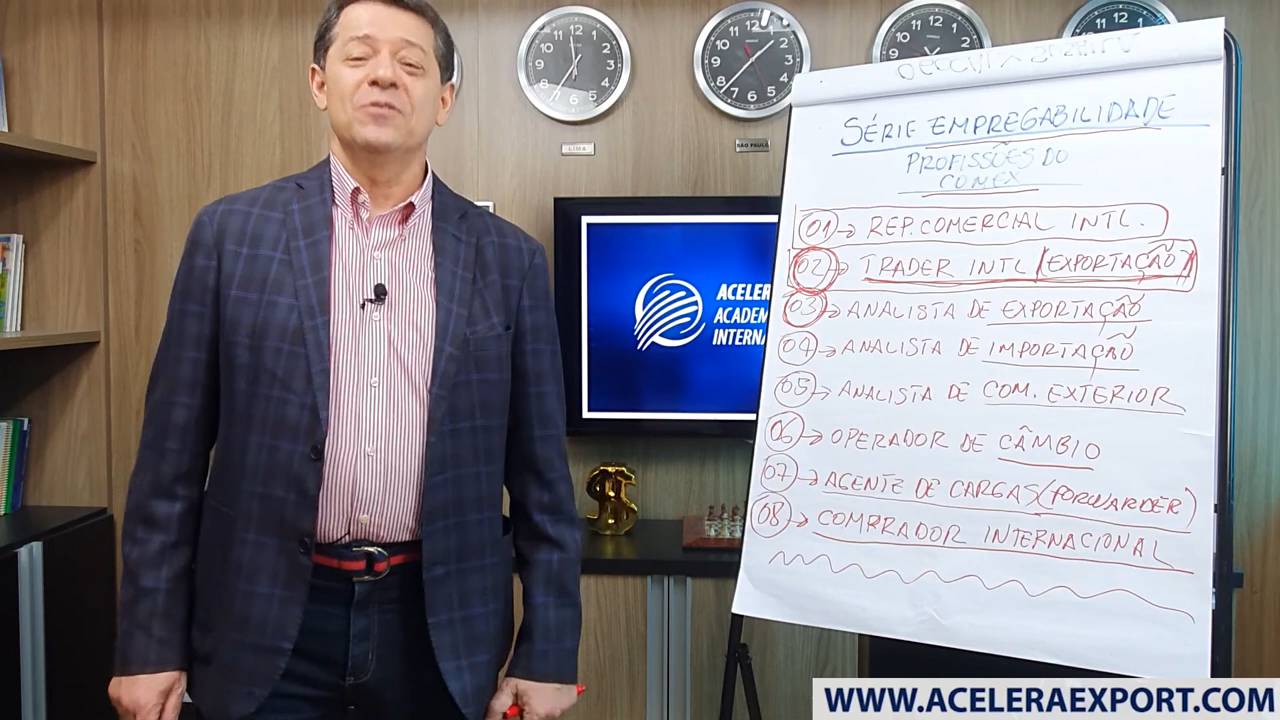 LIMA
SÃO PAULO
ACELER
ACADEM
INTERNA
SÉRIE EMPREGABILIDADE
PROFISSÕES DO
COMEX
01 → REP. COMERCIAL INTL.
02 → TRADER INTL (EXPORTAÇÃO)
03 → ANALISTA DE EXPORTAÇÃO
04 → ANALISTA DE IMPORTAÇÃO
05 → ANALISTA DE COM. EXTERIOR
06 → OPERADOR DE CÂMBIO
07 → AGENTE DE CARGAS (FORWARDER)
08 → COMPRADOR INTERNACIONAL
WWW.ACELERAEXPORT.COM